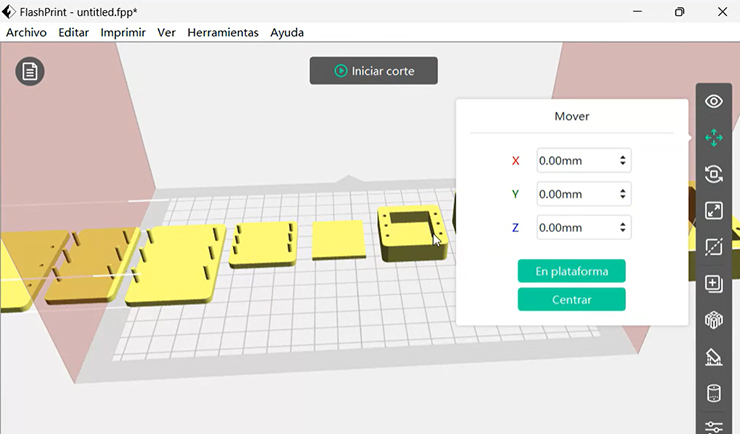 FlashPrint - untitled.fpp*
Archivo Editar Imprimir Ver Herramientas Ayuda
Iniciar corte
Mover
X 0.00mm
Y 0.00mm
Z 0.00mm
En plataforma
Centrar